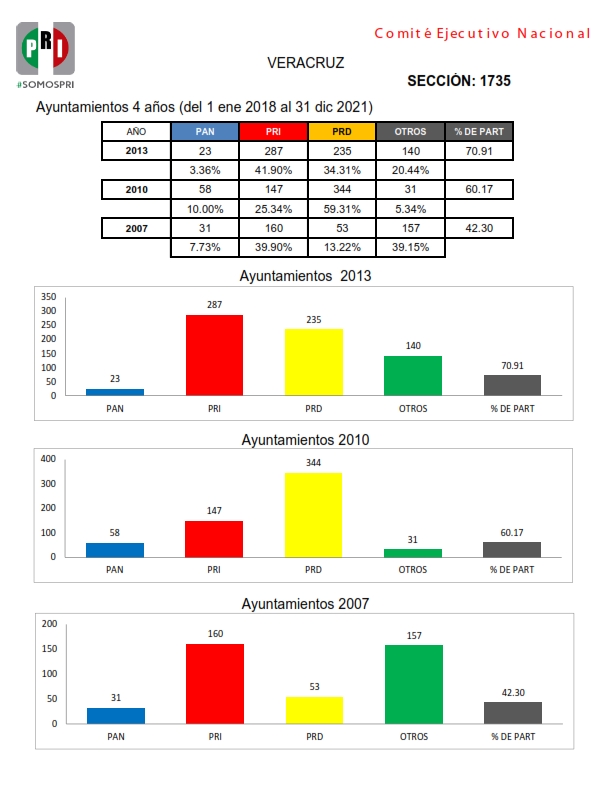 Comité Ejecutivo Nacional
PRI
#SOMOSPRI
VERACRUZ
SECCIÓN: 1735
Ayuntamientos 4 años (del 1 ene 2018 al 31 dic 2021)
AÑO PAN PRI PRD OTROS % DE PART
2013 23 287 235 140 70.91
3.36% 41.90% 34.31% 20.44%
2010 58 147 344 31 60.17
10.00% 25.34% 59.31% 5.34%
2007 31 160 53 157 42.30
7.73% 39.90% 13.22% 39.15%
Ayuntamientos 2013
350
300
250
200
150
100
50
0
23 287 235 140 70.91
PAN PRI PRD OTROS % DE PART
Ayuntamientos 2010
400
300
200
100
0
58 147 344 31 60.17
PAN PRI PRD OTROS % DE PART
Ayuntamientos 2007
200
150
100
50
0
31 160 53 157 42.30
PAN PRI PRD OTROS % DE PART